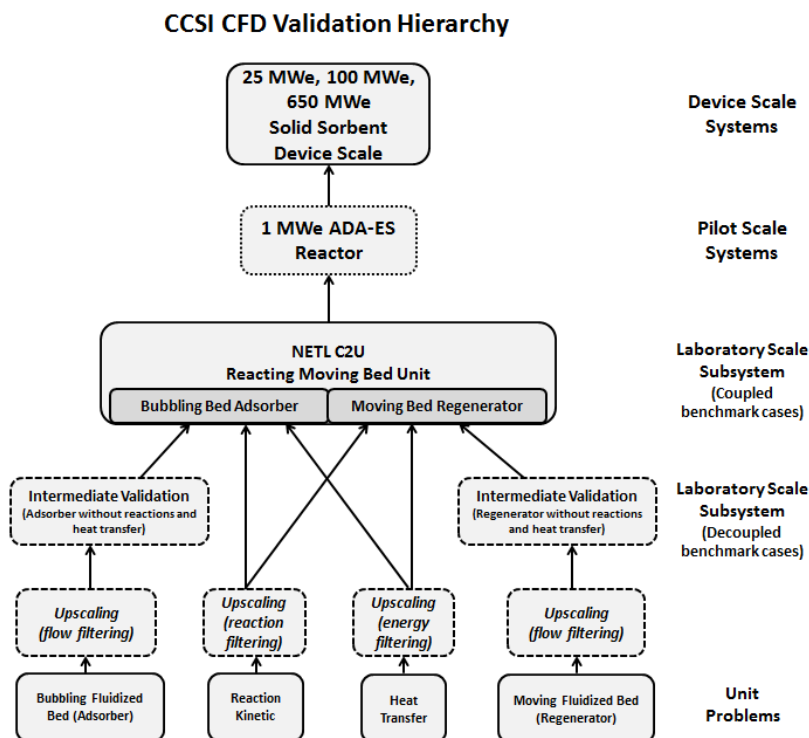 CCSI CFD Validation Hierarchy
25 MWe, 100 MWe,
650 MWe
Solid Sorbent
Device Scale
Device Scale
Systems
1 MWe ADA-ES
Reactor
Pilot Scale
Systems
NETL C2U
Reacting Moving Bed Unit
Bubbling Bed Adsorber
Moving Bed Regenerator
Laboratory Scale
Subsystem
(Coupled
benchmark cases)
Intermediate Validation
(Adsorber without reactions and
heat transfer)
Intermediate Validation
(Regenerator without reactions
and heat transfer)
Laboratory Scale
Subsystem
(Decoupled
benchmark cases)
Upscaling
(flow filtering)
Upscaling
(reaction
filtering)
Upscaling
(energy
filtering)
Upscaling
(flow filtering)
Bubbling Fluidized
Bed (Adsorber)
Reaction
Kinetic
Heat
Transfer
Moving Fluidized Bed
(Regenerator)
Unit
Problems